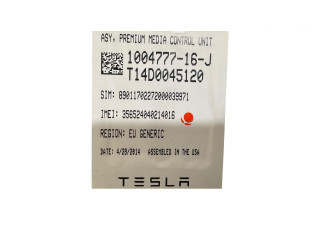 ASY, PREMIUM MEDIA CONTROL UNIT
1004777-16-J
T14D0045120
SIM: 89011702272000039971
IMEI: 356524040214016
REGION: EU GENERIC
DATE: 4/29/2014 ASSEMBLED IN THE USA
TESLA